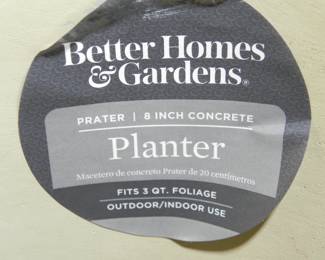 Better Homes
& Gardens®
PRATER | 8 INCH CONCRETE
Planter
Macetero de concreto Prater de 20 centímetros
FITS 3 QT. FOLIAGE
OUTDOOR/INDOOR USE